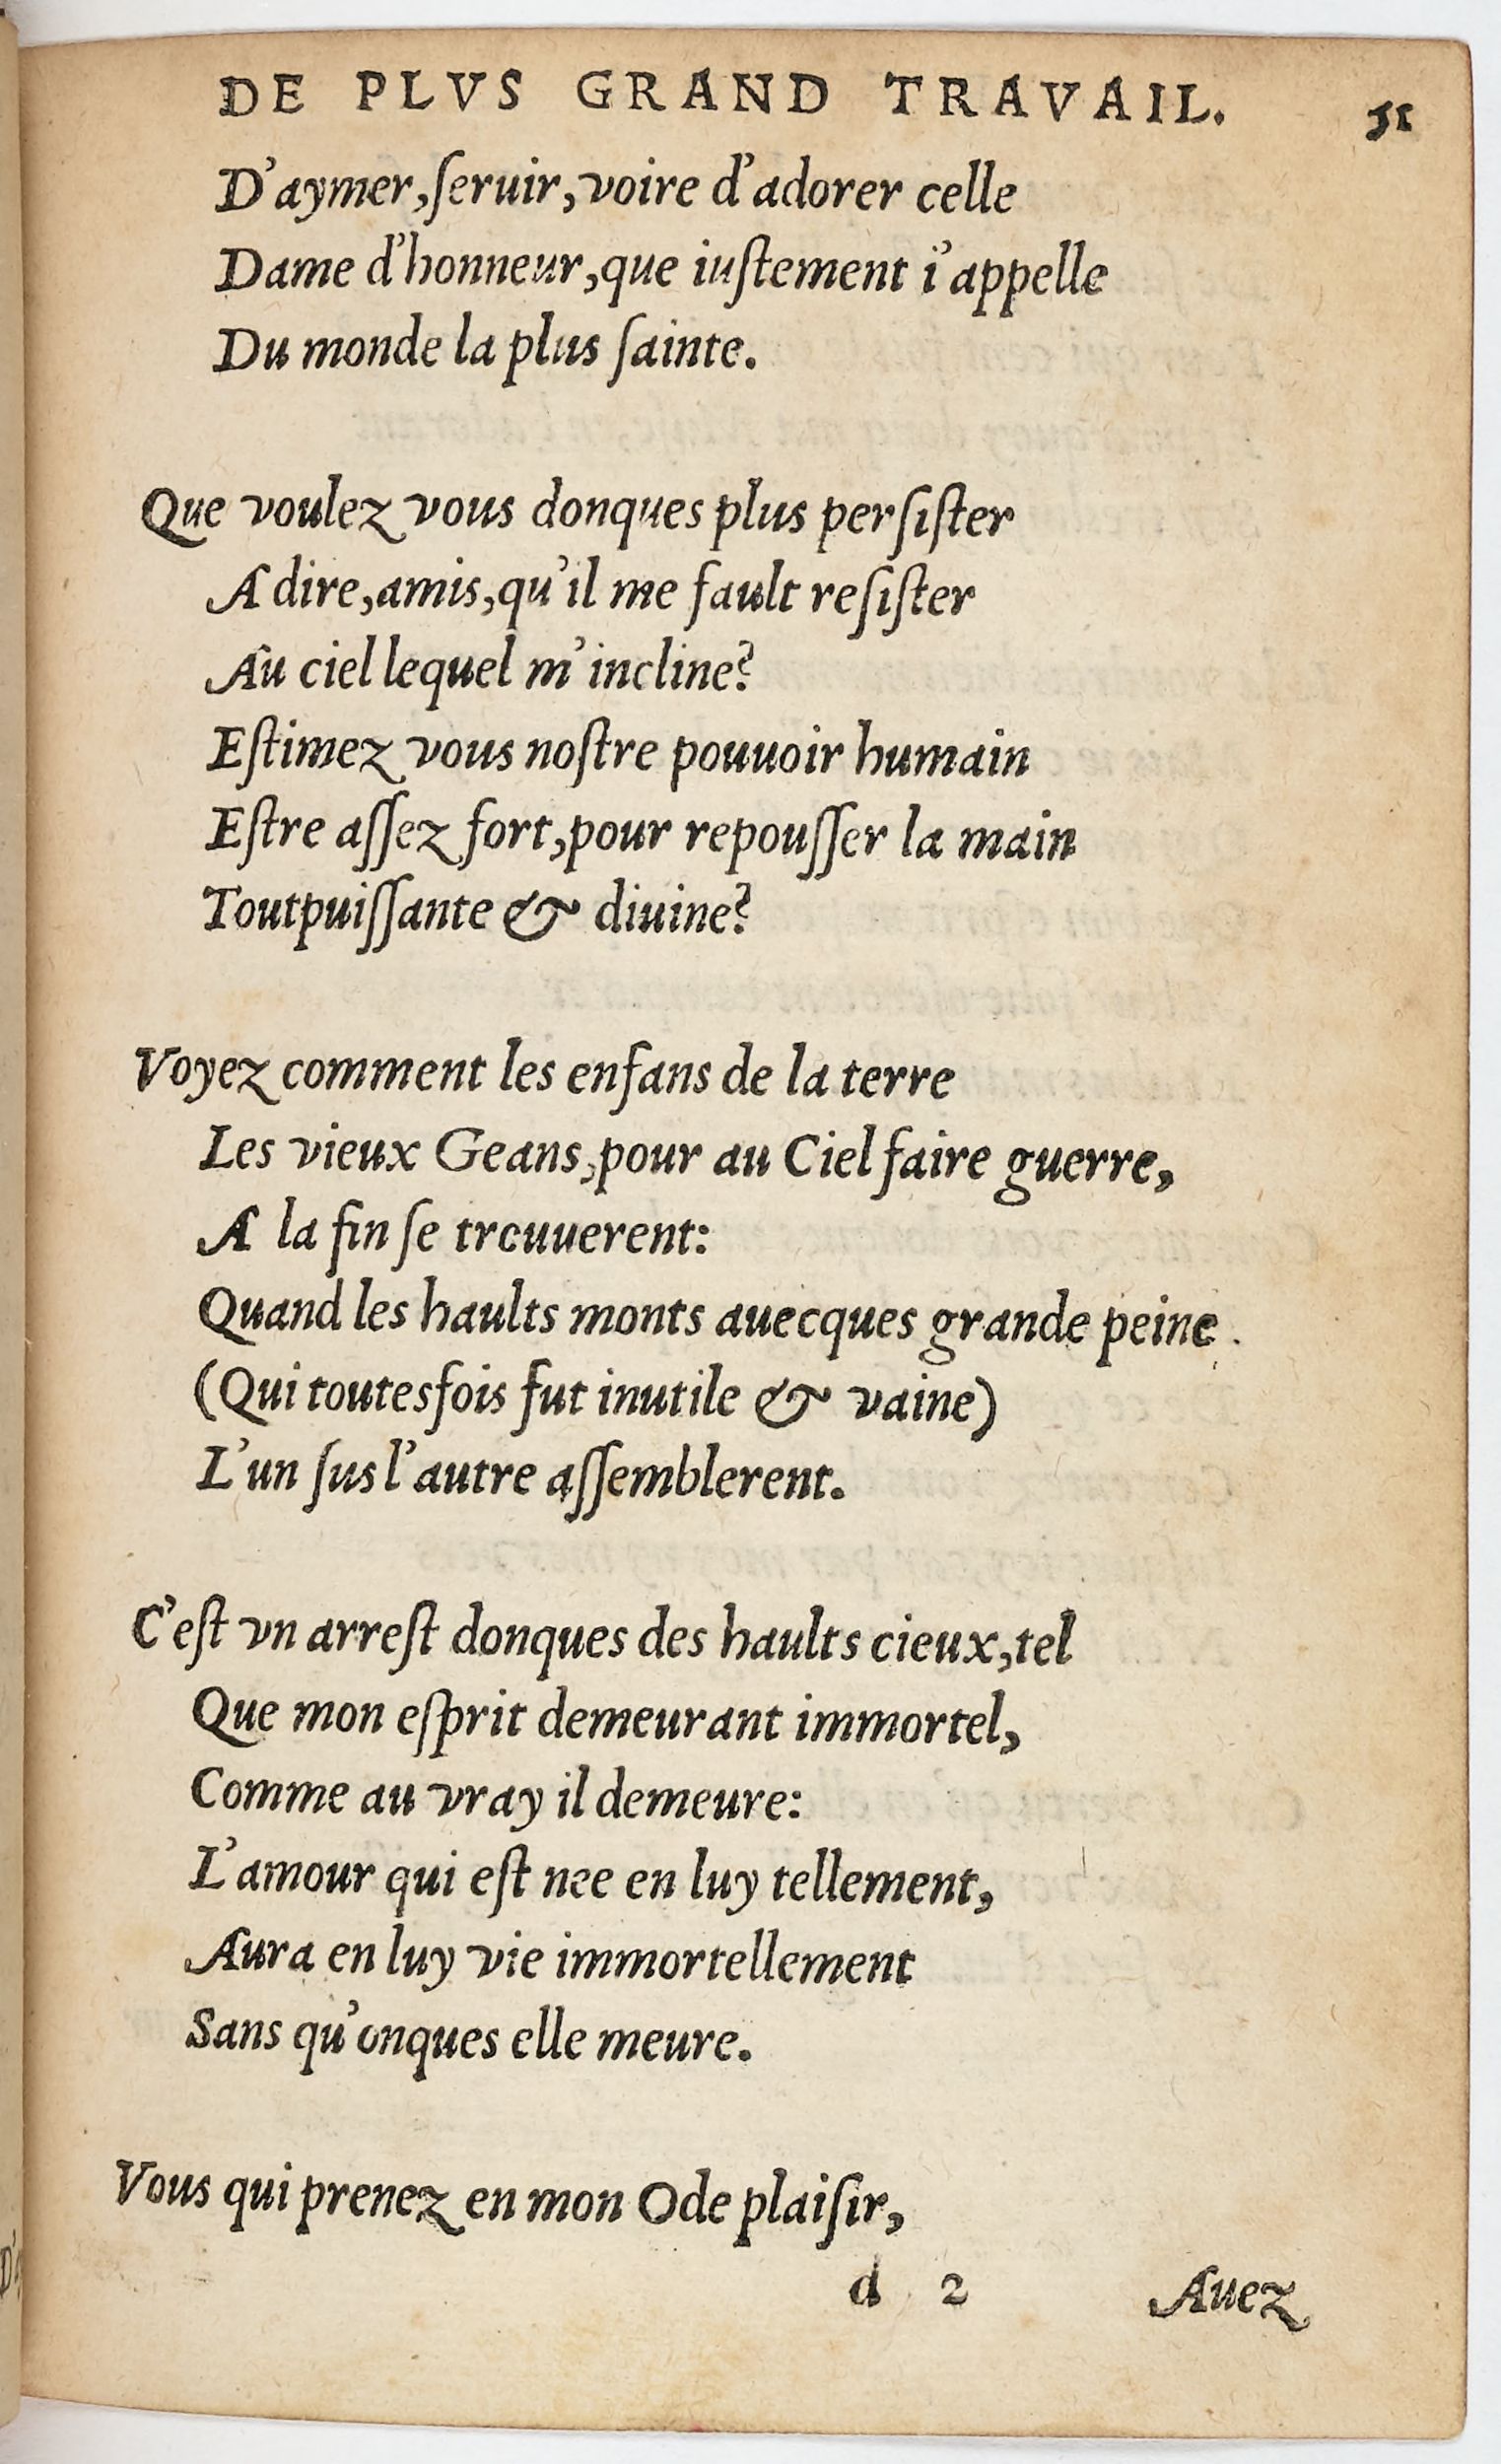 DE PLVS GRAND TRAVAIL. 51
D'aymer, ſeruir, voire d'adorer celle
Dame d'honneur, que iuſtement i'appelle
Du monde la plus ſainte.
Que voulez vous donques plus perſiſter
A dire, amis, qu'il me fault reſiſter
Au ciel lequel m'incline?
Eſtimez vous noſtre pouuoir humain
Eſtre aſſez fort, pour repouſſer la main
Toutpuiſſante & diuine?
Voyez comment les enfans de la terre
Les vieux Geans, pour au Ciel faire guerre,
A la fin ſe trouuerent:
Quand les haults monts auecques grande peine
(Qui toutesfois fut inutile & vaine)
L'un ſus l'autre aſſemblerent.
C'eſt vn arreſt donques des haults cieux, tel
Que mon eſprit demeurant immortel,
Comme au vray il demeure:
L'amour qui eſt nee en luy tellement,
Aura en luy vie immortellement
Sans qu'onques elle meure.
Vous qui prenez en mon Ode plaiſir,
d 2 Auez